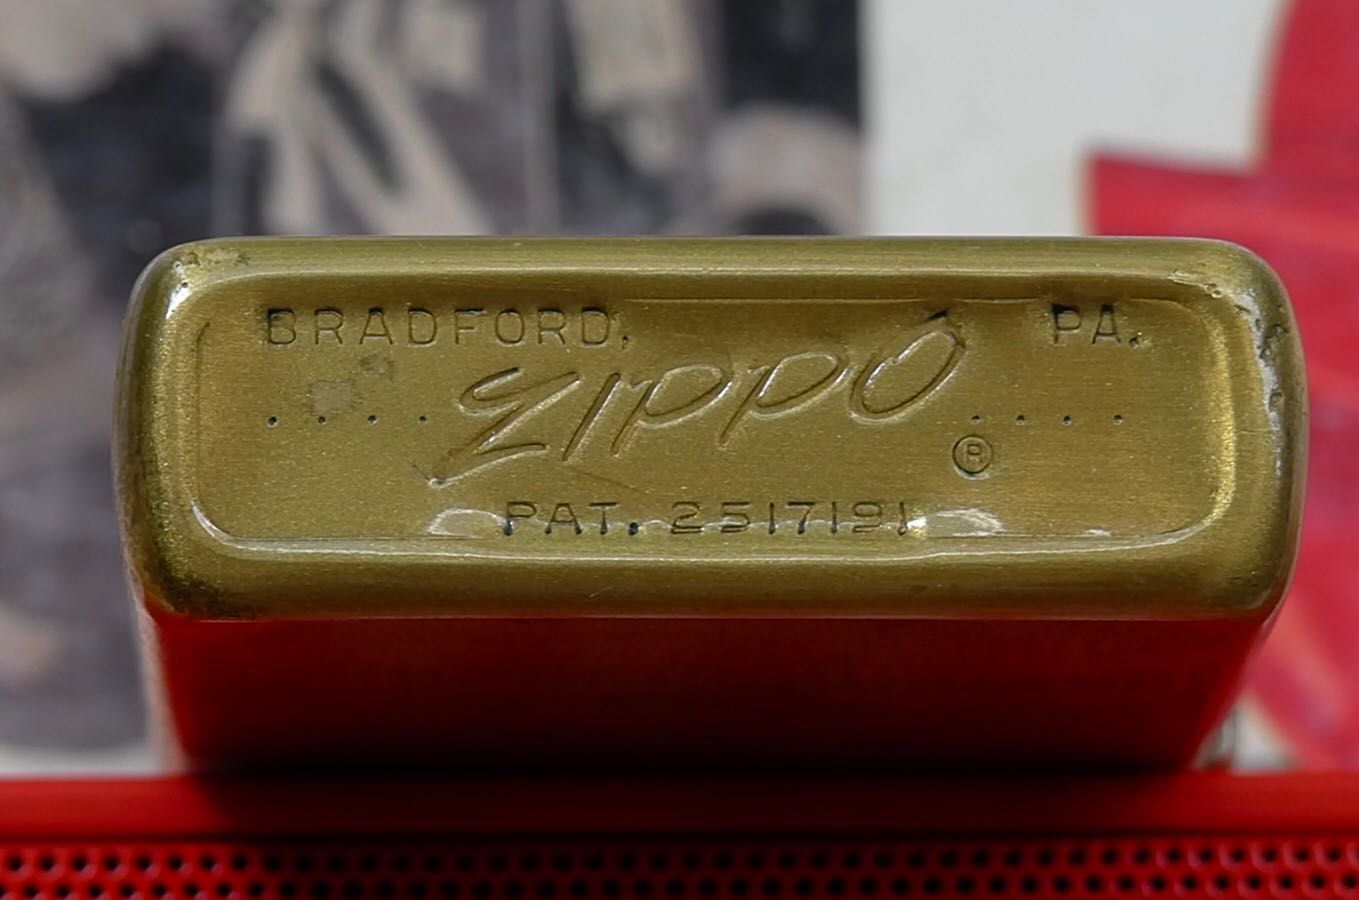 BRADFORD, PA.
.... ZIPPO ....
®
PAT. 2517191